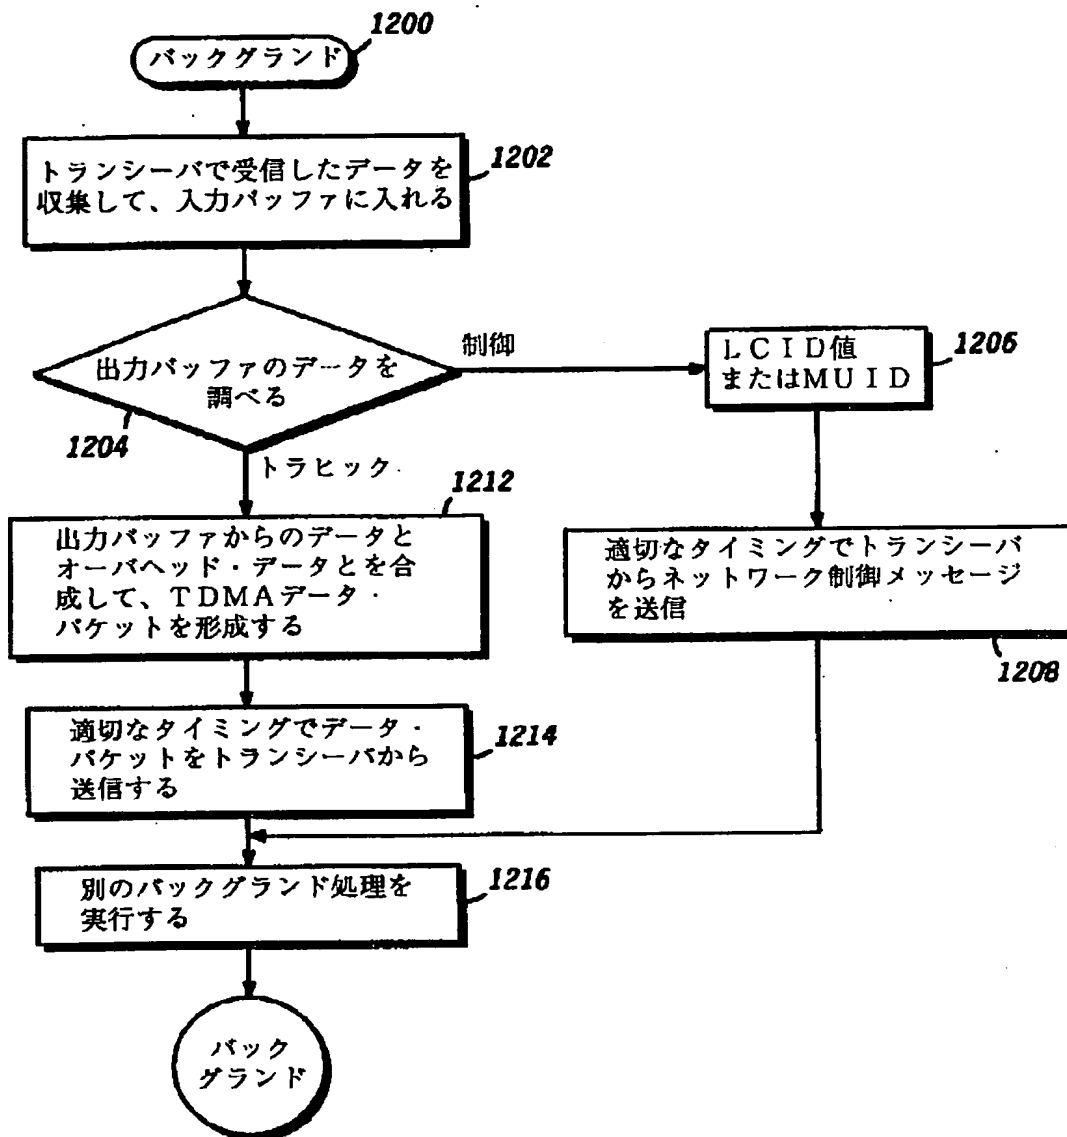 1200
バックグランド
トランシーバで受信したデータを
収集して、入力バッファに入れる
1202
出力バッファのデータを
調べる
1204
制御
LCID値
またはMUID
1206
トラヒック
1212
出力バッファからのデータと
オーバヘッド・データとを合
成して、TDMAデータ・
パケットを形成する
適切なタイミングでトランシーバ
からネットワーク制御メッセージ
を送信
1208
適切なタイミングでデータ・
パケットをトランシーバから
送信する
1214
別のバックグランド処理を
実行する
1216
バック
グランド